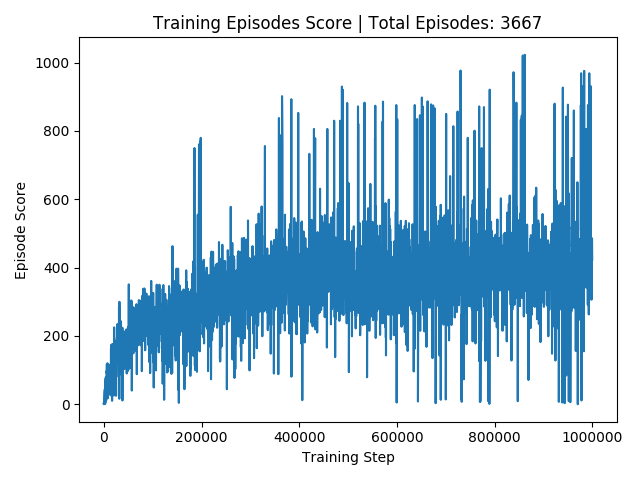 Training Episodes Score | Total Episodes: 3667
1000
800
600
400
200
0
Episode Score
0 200000 400000 600000 800000 1000000
Training Step